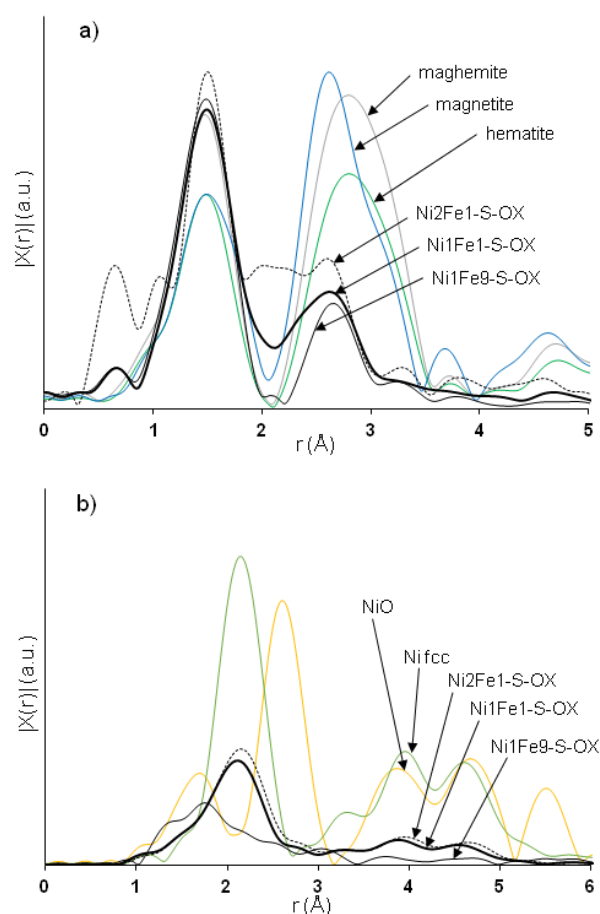 a)
|X(r)| (a.u.)
maghemite
magnetite
hematite
Ni2Fe1-S-OX
Ni1Fe1-S-OX
Ni1Fe9-S-OX
0 1 2 3 4 5
r (Å)
b)
|X(r)| (a.u.)
NiO
Ni fcc
Ni2Fe1-S-OX
Ni1Fe1-S-OX
Ni1Fe9-S-OX
0 1 2 3 4 5 6
r (Å)